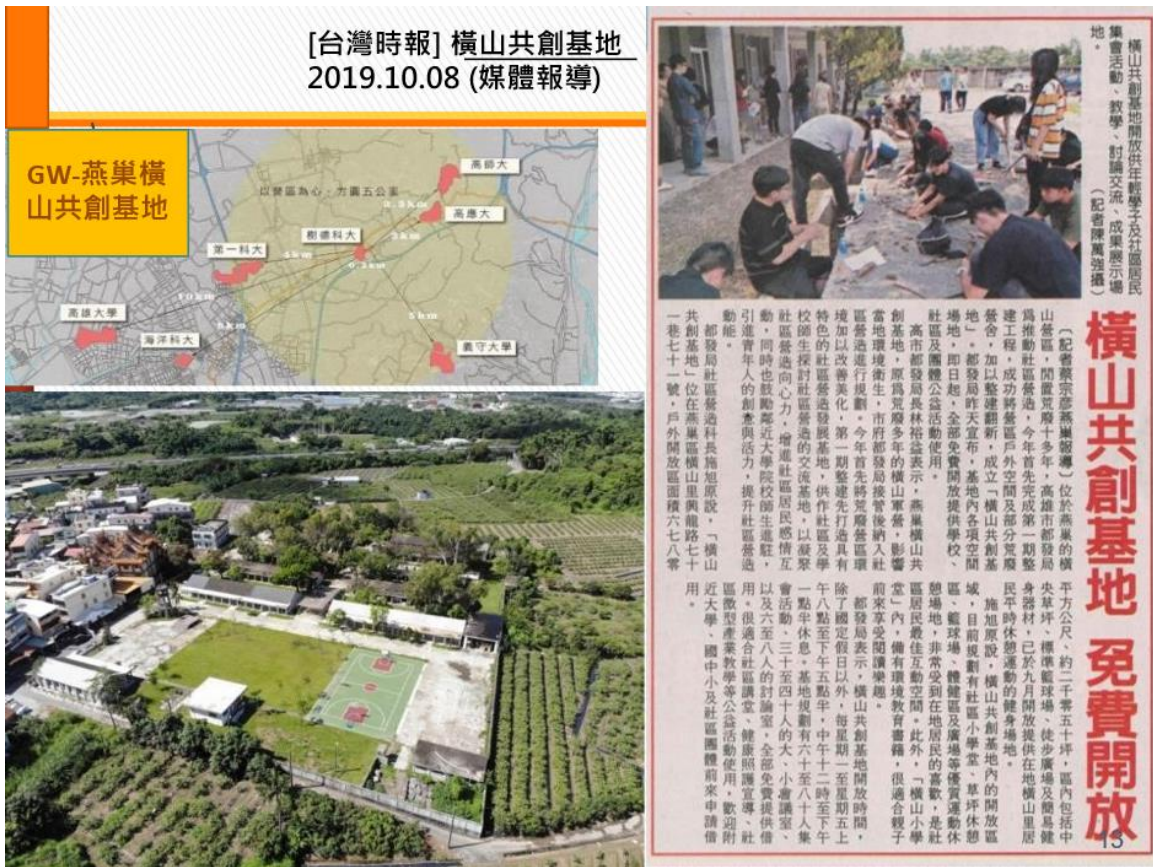 [台灣時報] 橫山共創基地
2019.10.08 (媒體報導)
GW-燕巢橫
山共創基地
以營區為心，方圓五公里
高師大
高應大
樹德科大
第一科大
高雄大學
海洋科大
義守大學
2km
4km
0.2km
10km
8km
5km
橫山共創基地開放供年輕學子及社區居民
集會活動、教學、討論交流、成果展示場
地。
（記者陳萬強攝）
橫山共創基地 免費開放
〔記者蔡宗彥燕巢報導〕位於燕巢的橫
山營區，閒置荒廢十多年，高雄市都發局
為推動社區營造，今年首先完成第一期整
建工程，成功將營區戶外空間及部分荒廢
營舍，加以整建翻新，成立「橫山共創基
地」。都發局昨天宣布，基地內各項空間
場地，即日起，全部免費開放提供學校、
社區及團體公益活動使用。
高市都發局長林裕益表示，燕巢橫山共
創基地，原為荒廢多年的橫山軍營，影響
當地環境衛生，市府都發局接管後納入社
區營造進行規劃，今年首先將荒廢營區環
境加以改善美化，第一期整建先打造具有
特色的社區營造發展基地，供作社區及學
校師生探討社區營造的交流基地，以凝聚
社區營造向心力，增進社區居民感情互
動，同時也鼓勵鄰近大學院校師生進駐，
引進青年人的創意與活力，提升社區營造
動能。
都發局社區營造科長施旭原說，「橫山
共創基地」位在燕巢區橫山里興龍路七十
一巷七十一號，戶外開放區面積六七八零
平方公尺、約二千零五十坪，區內包括中
央草坪、標準籃球場、徒步廣場及簡易健
身器材，已於九月開放提供在地橫山里居
民平時休憩運動的健身場地。
施旭原說，橫山共創基地內的開放區
域，目前規劃有社區小學堂、草坪休憩
區、籃球場、體健區及廣場等優質運動休
憩場地，非常受到在地居民的喜歡，是社
區居民最佳互動空間。此外，「橫山小學
堂」內，備有環境教育書籍，很適合親子
前來享受閱讀樂趣。
都發局表示，橫山共創基地開放時間，
除了國定假日以外，每星期一至星期五上
午八點至下午五點半，中午十二時至下午
一點半休息。基地規劃有六十至八十人集
會活動、三十至四十人的大、小會議室、
以及六至八人的討論室，全部免費提供借
用。很適合社區講堂、健康照護宣導、社
區微型產業教學等公益活動使用，歡迎附
近大學、國中小及社區團體前來申請借
用。
13